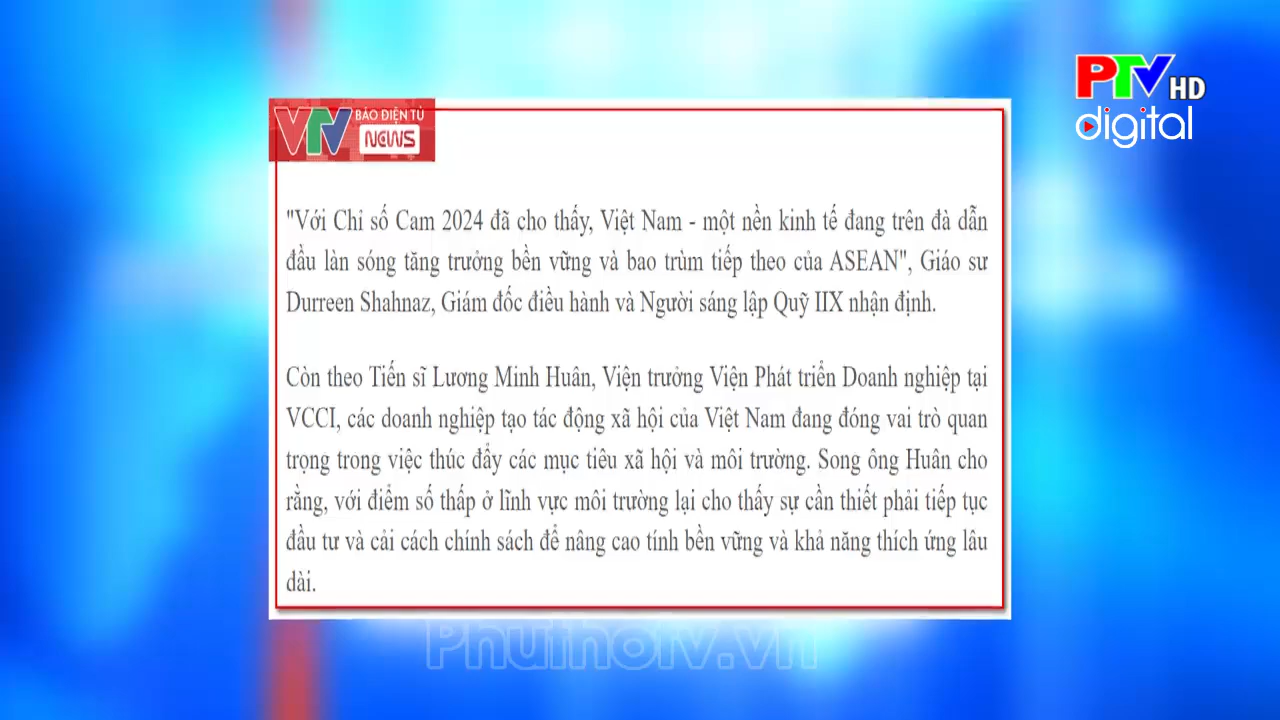 PTV HD
digital
VTV BÁO ĐIỆN TỬ
NEWS
"Với Chỉ số Cam 2024 đã cho thấy, Việt Nam - một nền kinh tế đang trên đà dẫn
đầu làn sóng tăng trưởng bền vững và bao trùm tiếp theo của ASEAN", Giáo sư
Durreen Shahnaz, Giám đốc điều hành và Người sáng lập Quỹ IIX nhận định.
Còn theo Tiến sĩ Lương Minh Huân, Viện trưởng Viện Phát triển Doanh nghiệp tại
VCCI, các doanh nghiệp tạo tác động xã hội của Việt Nam đang đóng vai trò quan
trọng trong việc thúc đẩy các mục tiêu xã hội và môi trường. Song ông Huân cho
rằng, với điểm số thấp ở lĩnh vực môi trường lại cho thấy sự cần thiết phải tiếp tục
đầu tư và cải cách chính sách để nâng cao tính bền vững và khả năng thích ứng lâu
dài.
Phuthotv.vn